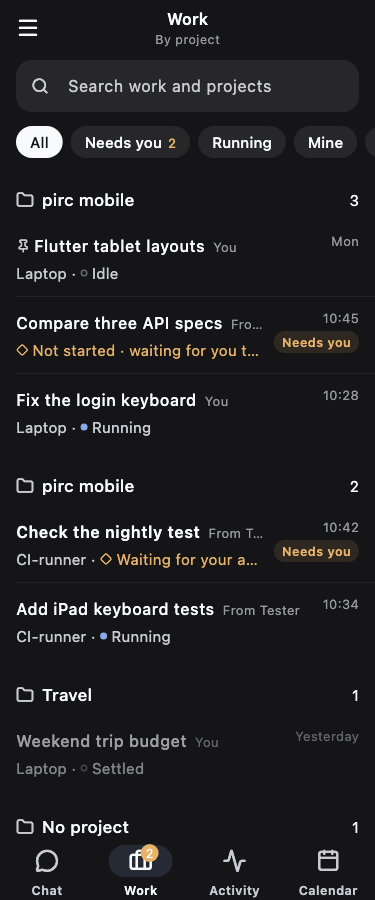 Work
By project
Search work and projects
All
Needs you 2
Running
Mine
pirc mobile 3
Flutter tablet layouts You Mon
Laptop · Idle
Compare three API specs Fro... 10:45
Not started · waiting for you t... Needs you
Fix the login keyboard You 10:28
Laptop · Running
pirc mobile 2
Check the nightly test From T... 10:42
CI-runner · Waiting for your a... Needs you
Add iPad keyboard tests From Tester 10:34
CI-runner · Running
Travel 1
Weekend trip budget You Yesterday
Laptop · Settled
No project 1
2
Chat
Work
Activity
Calendar